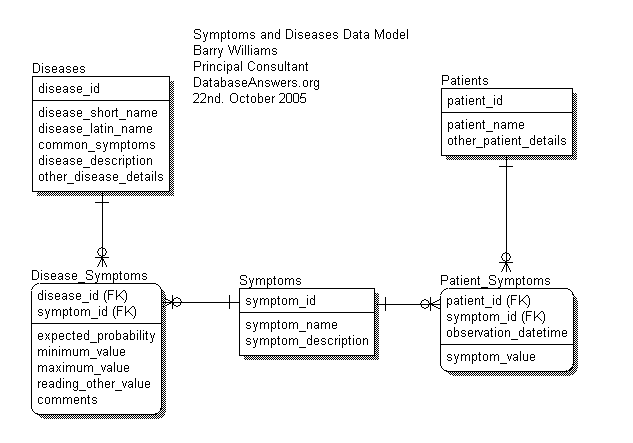 Symptoms and Diseases Data Model
Barry Williams
Principal Consultant
DatabaseAnswers.org
22nd. October 2005
Diseases
disease_id
disease_short_name
disease_latin_name
common_symptoms
disease_description
other_disease_details
Patients
patient_id
patient_name
other_patient_details
Disease_Symptoms
disease_id (FK)
symptom_id (FK)
expected_probability
minimum_value
maximum_value
reading_other_value
comments
Symptoms
symptom_id
symptom_name
symptom_description
Patient_Symptoms
patient_id (FK)
symptom_id (FK)
observation_datetime
symptom_value